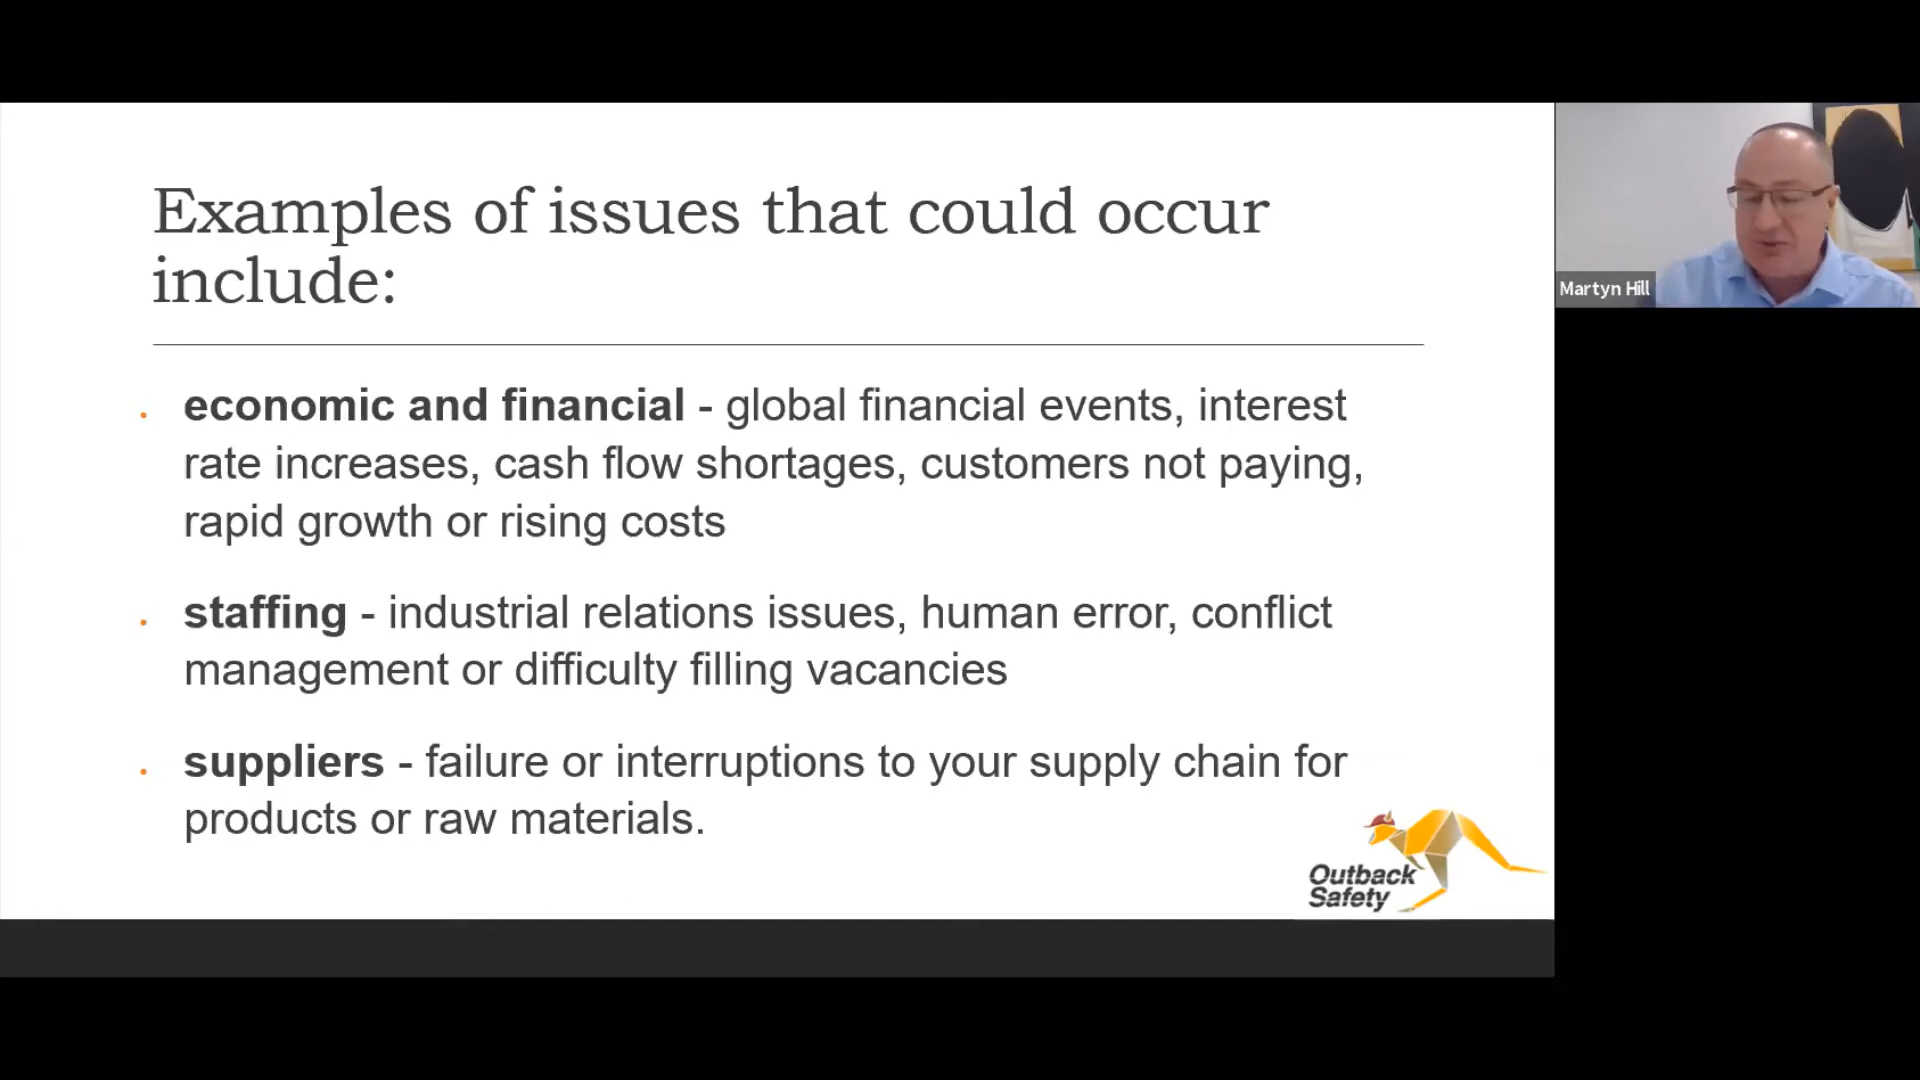 Examples of issues that could occur
include:
economic and financial - global financial events, interest
rate increases, cash flow shortages, customers not paying,
rapid growth or rising costs
staffing - industrial relations issues, human error, conflict
management or difficulty filling vacancies
suppliers - failure or interruptions to your supply chain for
products or raw materials.
Outback
Safety
Martyn Hill